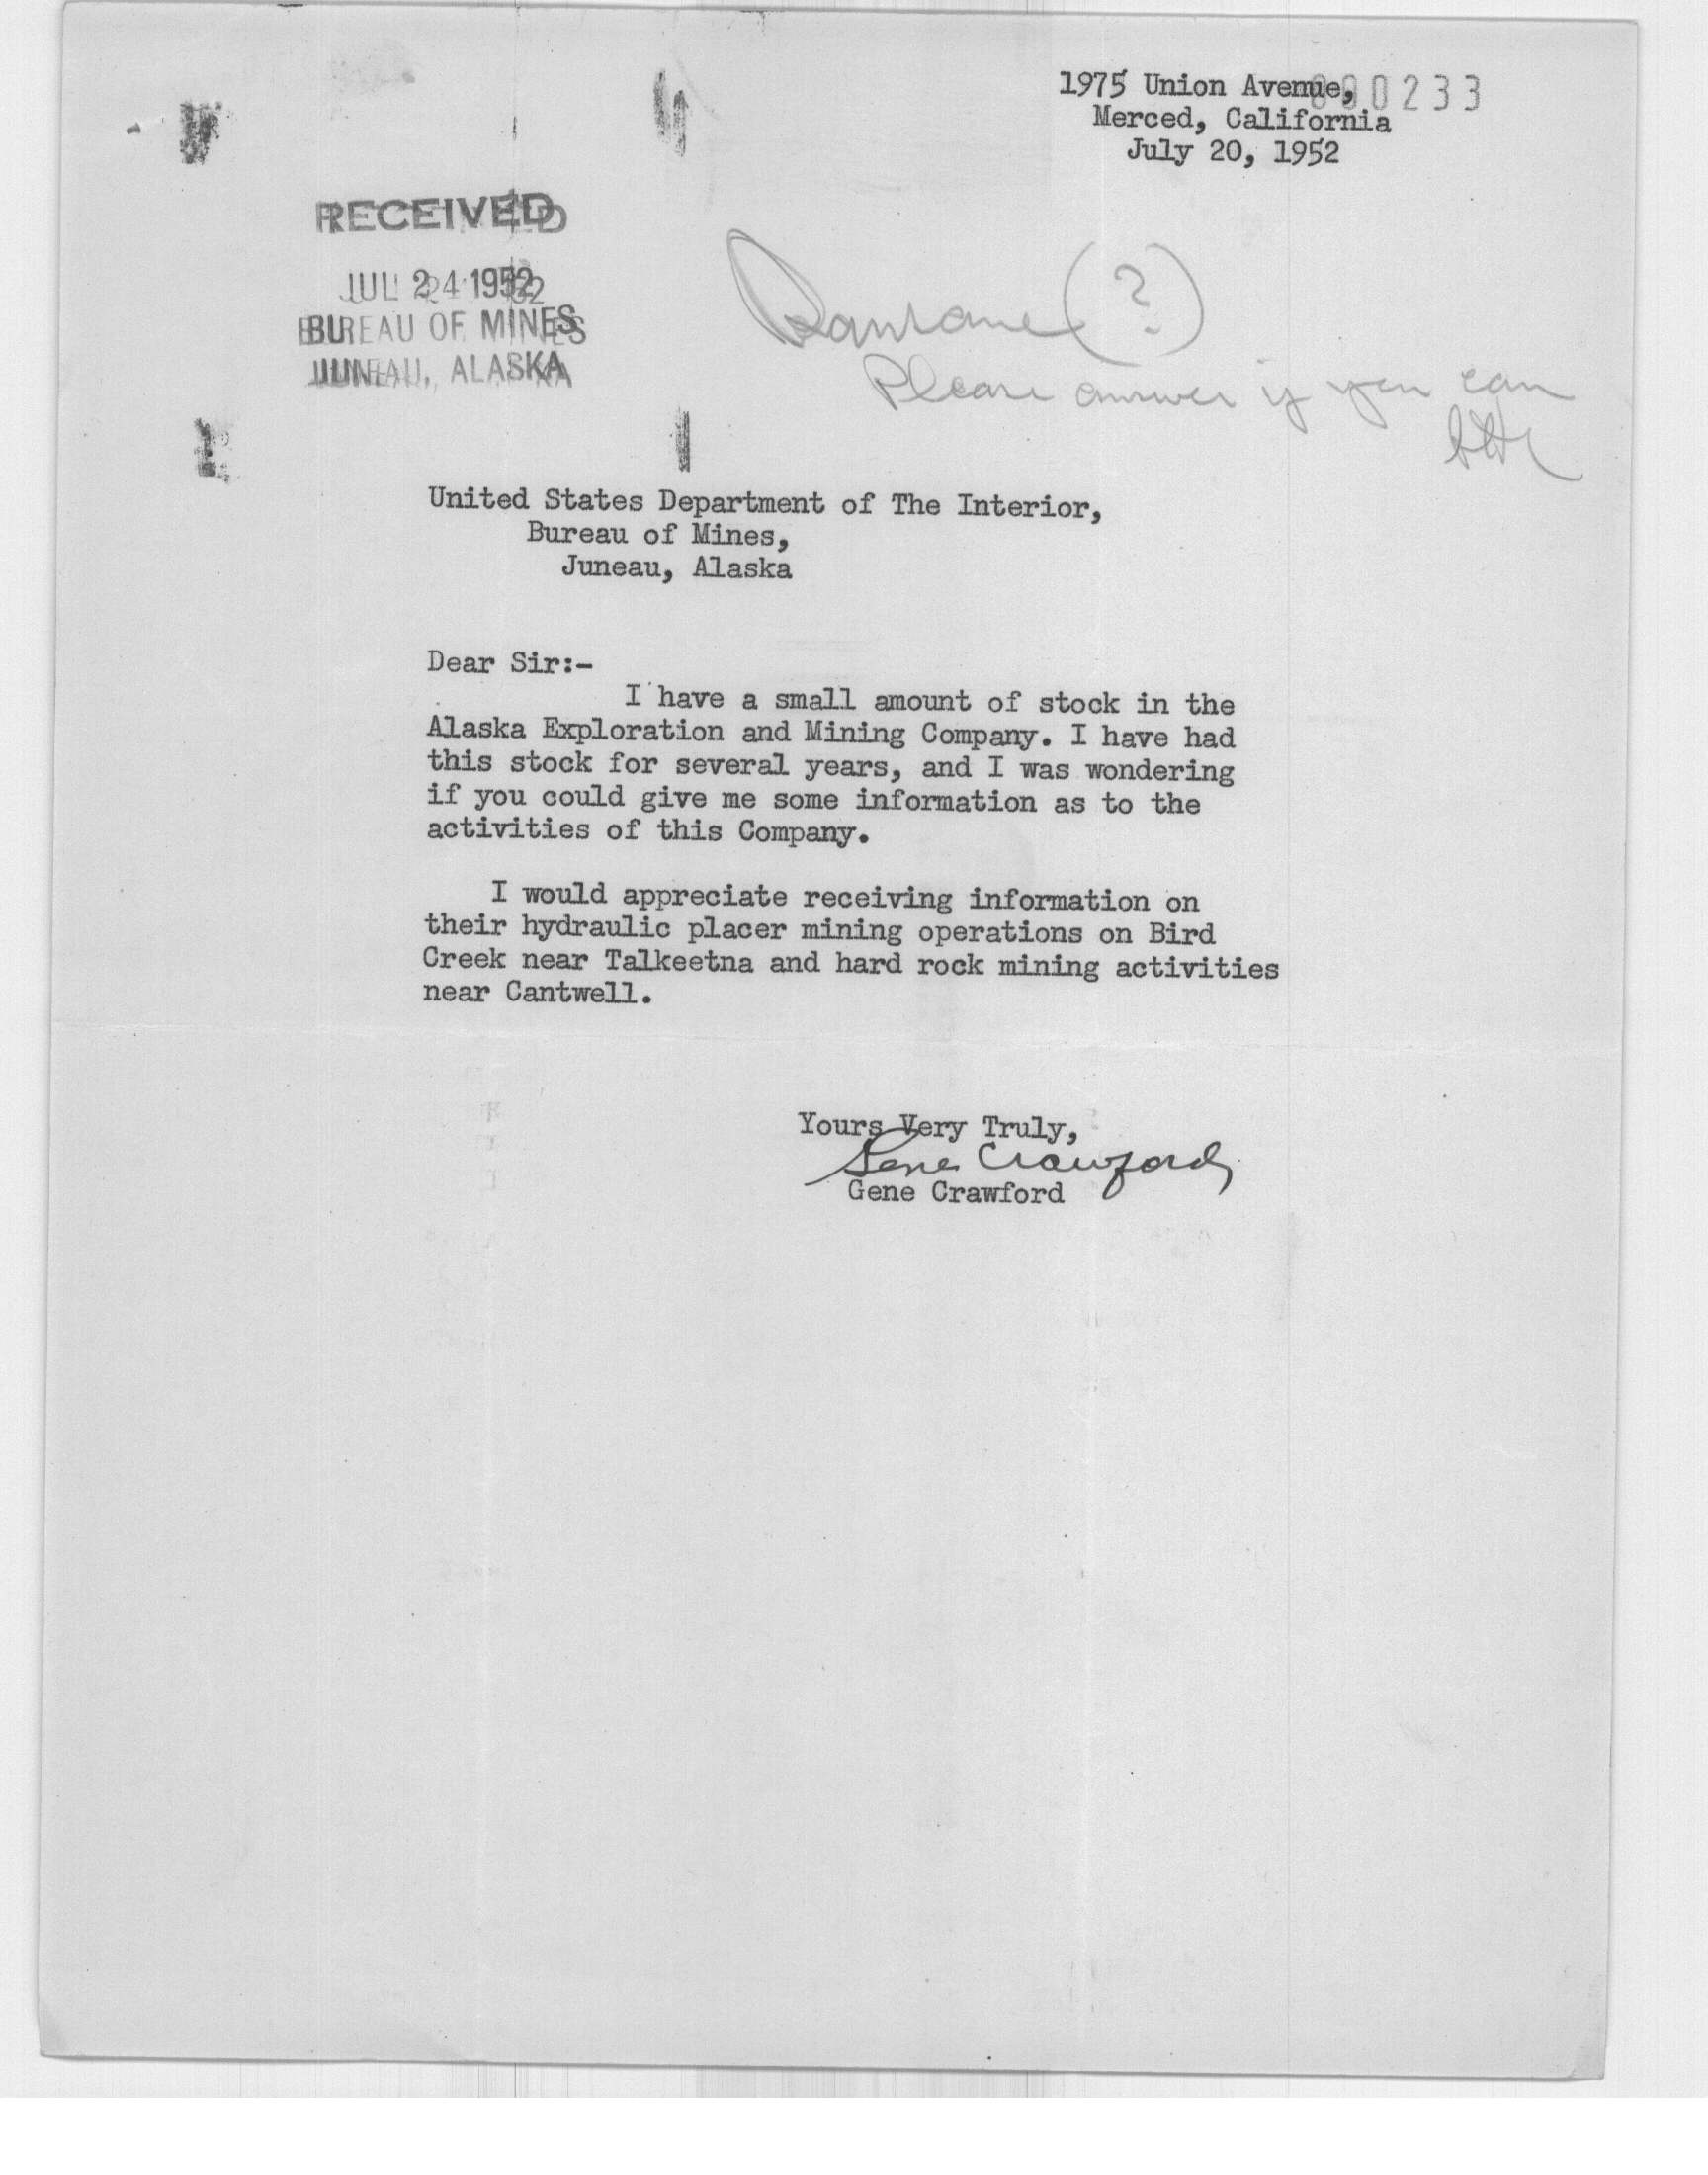 1975 Union Avenue,
233
Merced, California
July 20, 1952
RECEIVED
JUL 24 1952
BUREAU OF MINES
JUNEAU, ALASKA
(?)
Please answer if you can
United States Department of The Interior,
Bureau of Mines,
Juneau, Alaska
Dear Sir:-
I have a small amount of stock in the
Alaska Exploration and Mining Company. I have had
this stock for several years, and I was wondering
if you could give me some information as to the
activities of this Company.
I would appreciate receiving information on
their hydraulic placer mining operations on Bird
Creek near Talkeetna and hard rock mining activities
near Cantwell.
Yours Very Truly,
Gene Crawford
Gene Crawford